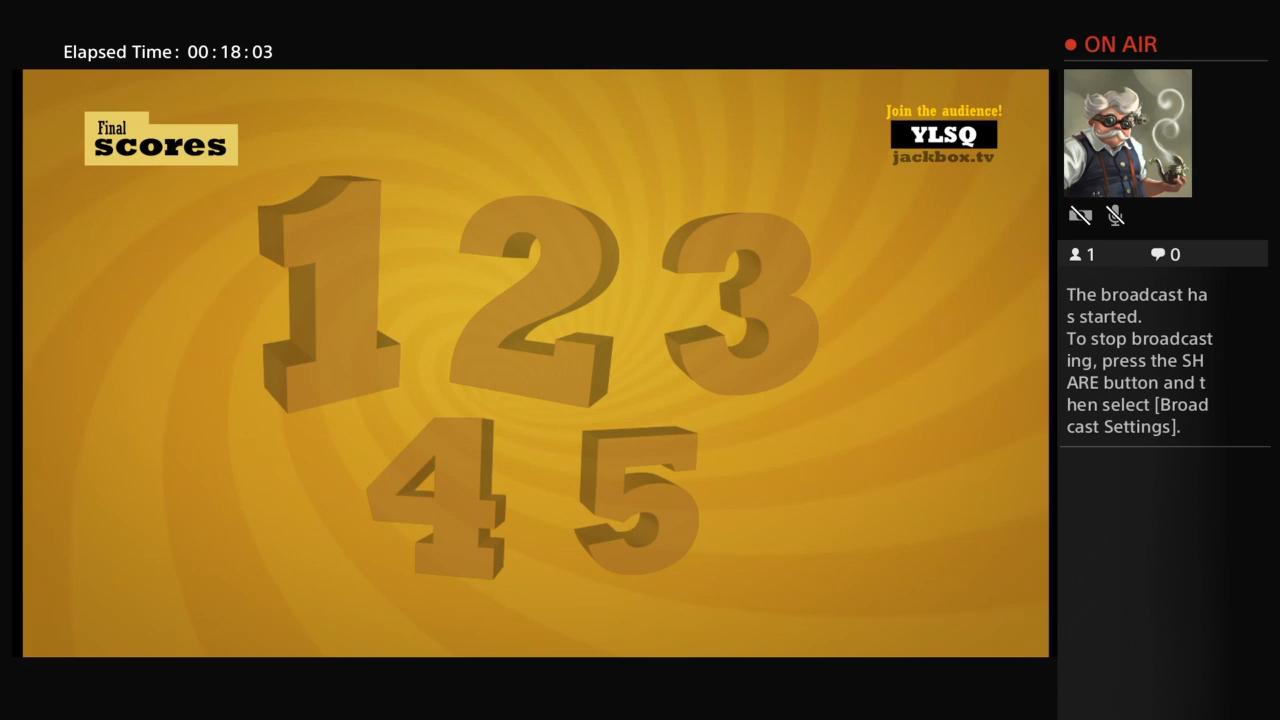 Elapsed Time: 00:18:03
ON AIR
Final
scores
Join the audience!
YLSQ
jackbox.tv
1 2 3
4 5
1 0
The broadcast ha
s started.
To stop broadcast
ing, press the SH
ARE button and t
hen select [Broad
cast Settings].